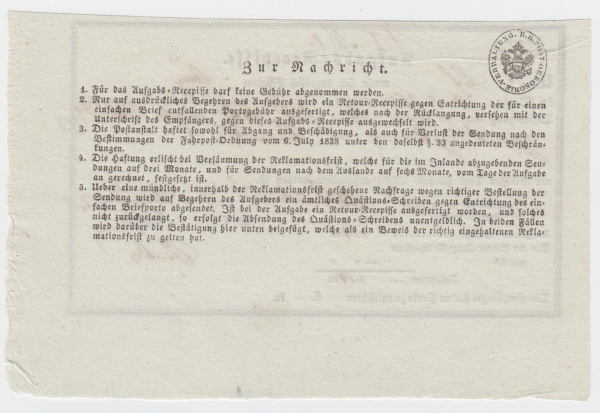 K.K. POST-OEKONOMIE-VERWALTUNG.
Zur Nachricht.
1. Für das Aufgabs-Recepisse darf keine Gebühr abgenommen werden.
2. Nur auf ausdrückliches Begehren des Aufgebers wird ein Retour-Recepisse gegen Entrichtung der für einen
einfachen Brief entfallenden Portogebühr ausgefertigt, welches nach der Rücklangung, versehen mit der
Unterschrift des Empfängers, gegen dieses Aufgabs-Recepisse ausgewechselt wird.
3. Die Postanstalt haftet sowohl für Abgang und Beschädigung, als auch für Verlust der Sendung nach den
Bestimmungen der Fahrpost-Ordnung vom 6. July 1838 unter den daselbst §. 33 angedeuteten Beschrän-
kungen.
4. Die Haftung erlischt bei Versäumung der Reklamationsfrist, welche für die im Inlande abzugebenden Sen-
dungen auf drei Monate, und für Sendungen nach dem Auslande auf sechs Monate, vom Tage der Aufgabe
an gerechnet, festgesetzt ist.
5. Ueber eine mündliche, innerhalb der Reklamationsfrist geschehene Nachfrage wegen richtiger Bestellung der
Sendung wird auf Begehren des Aufgebers ein ämtliches Quästions-Schreiben gegen Entrichtung des ein-
fachen Briefporto abgesendet. Ist bei der Aufgabe ein Retour-Recepisse ausgefertigt worden, und solches
nicht zurückgelangt, so erfolgt die Absendung des Quästions-Schreibens unentgeldlich. In beiden Fällen
wird darüber die Bestätigung hier unten beigefügt, welche als ein Beweis der richtig eingehaltenen Rekla-
mationsfrist zu gelten hat.